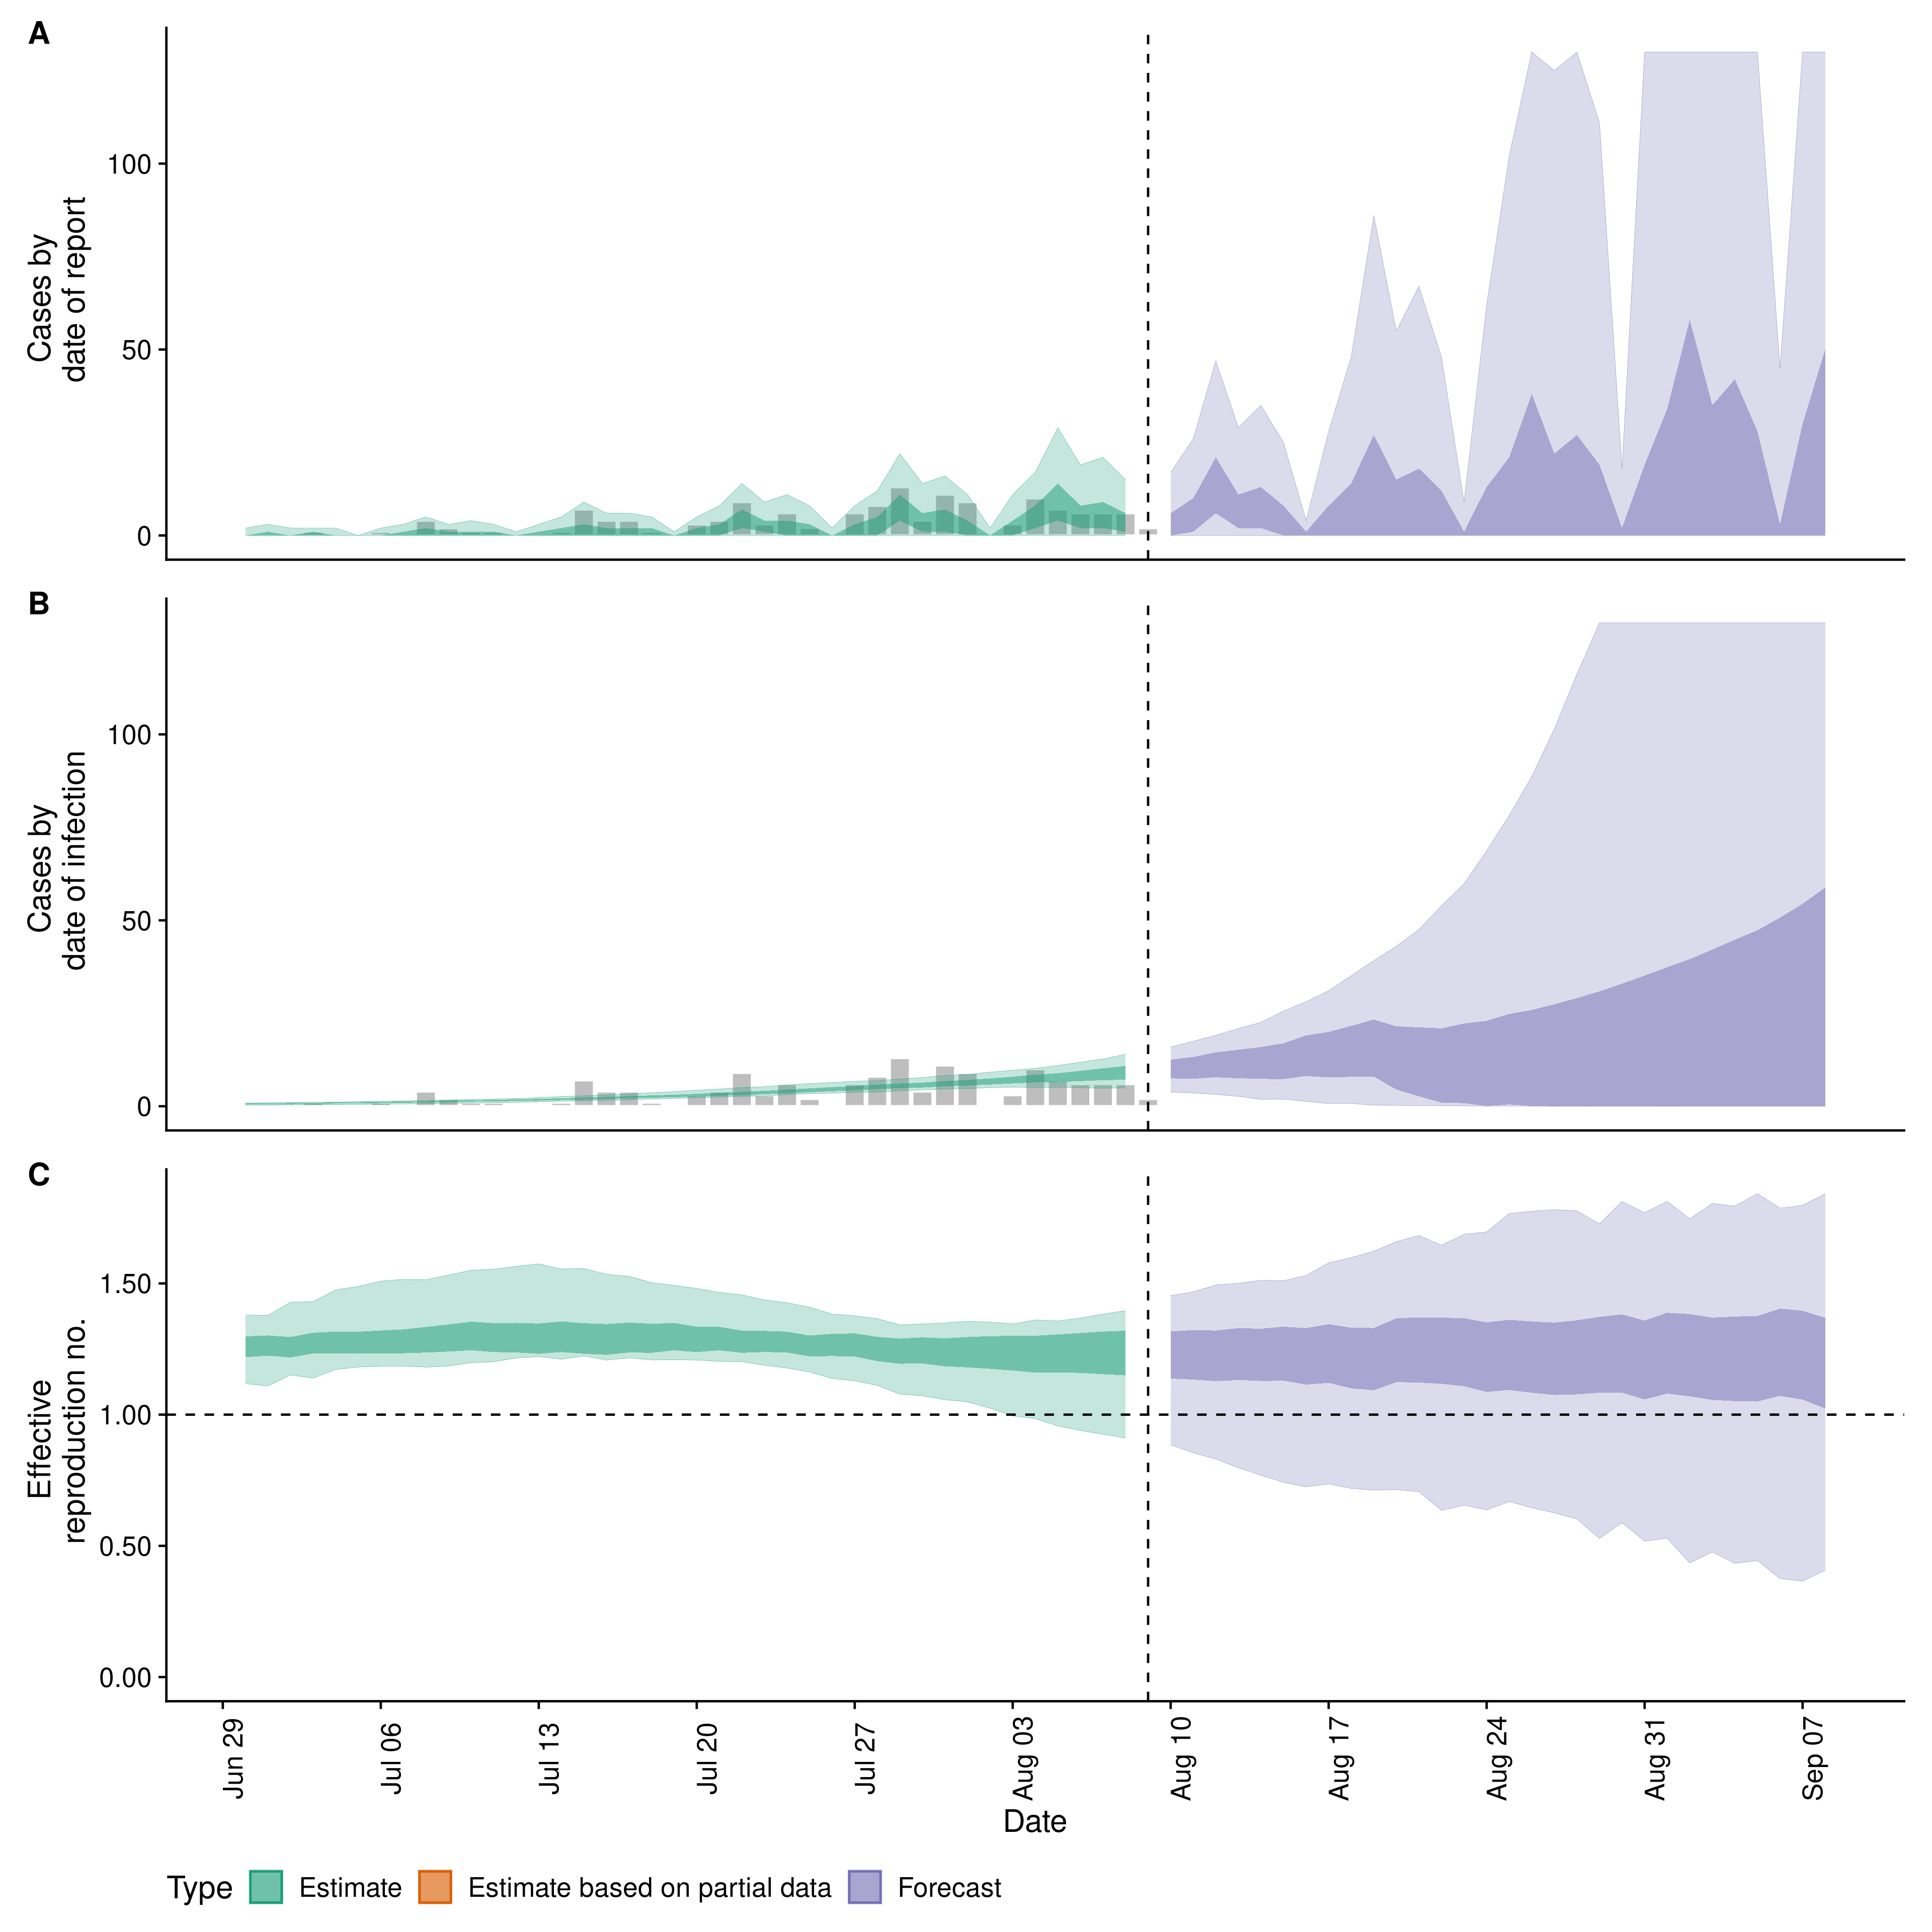 A
Cases by
date of report
100
50
0
B
Cases by
date of infection
100
50
0
C
Effective
reproduction no.
1.50
1.00
0.50
0.00
Jun 29
Jul 06
Jul 13
Jul 20
Jul 27
Aug 03
Aug 10
Aug 17
Aug 24
Aug 31
Sep 07
Date
Type Estimate Estimate based on partial data Forecast